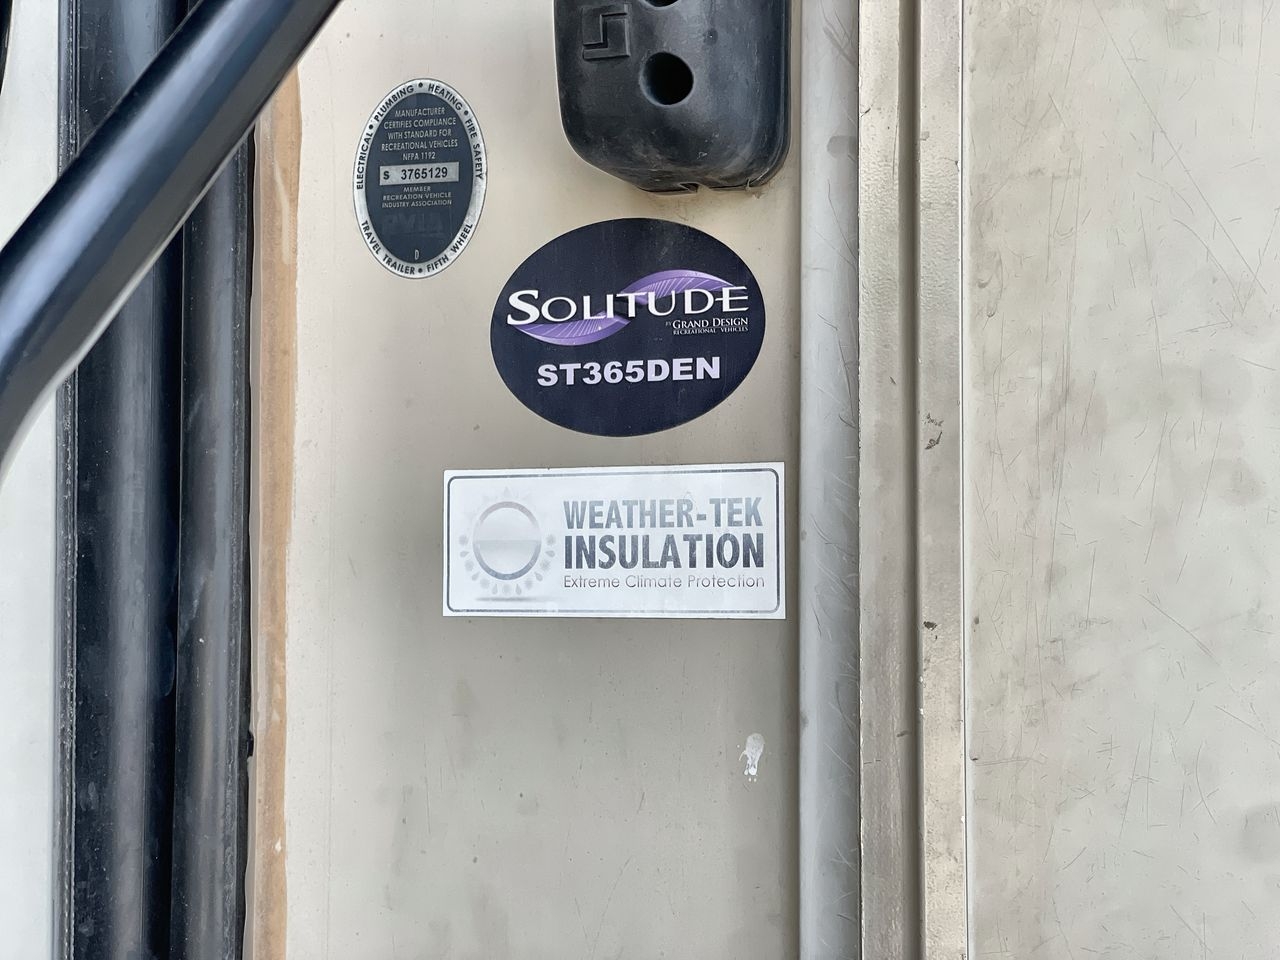 ELECTRICAL • PLUMBING • HEATING • FIRE SAFETY
MANUFACTURER
CERTIFIES COMPLIANCE
WITH STANDARD FOR
RECREATIONAL VEHICLES
NFPA 1192
S 3765129
MEMBER
RECREATION VEHICLE
INDUSTRY ASSOCIATION
D
TRAVEL TRAILER • FIFTH WHEEL
SOLITUDE
BY GRAND DESIGN
RECREATIONAL VEHICLES
ST365DEN
WEATHER-TEK
INSULATION
Extreme Climate Protection